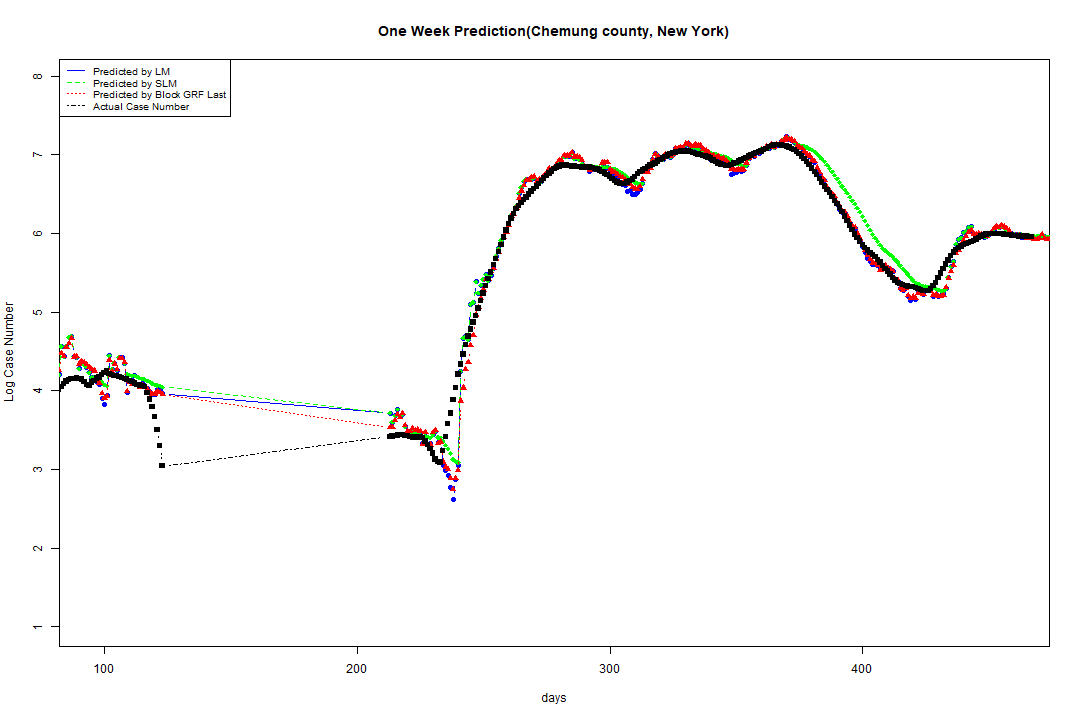 One Week Prediction(Chemung county, New York)
Predicted by LM
Predicted by SLM
Predicted by Block GRF Last
Actual Case Number
8
7
6
5
4
3
2
1
Log Case Number
100 200 300 400
days